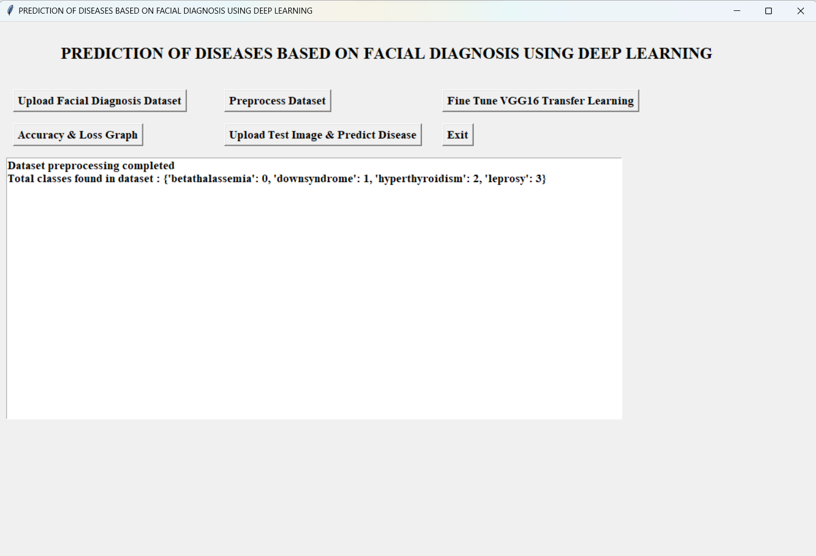 PREDICTION OF DISEASES BASED ON FACIAL DIAGNOSIS USING DEEP LEARNING
PREDICTION OF DISEASES BASED ON FACIAL DIAGNOSIS USING DEEP LEARNING
Upload Facial Diagnosis Dataset Preprocess Dataset Fine Tune VGG16 Transfer Learning
Accuracy & Loss Graph Upload Test Image & Predict Disease Exit
Dataset preprocessing completed
Total classes found in dataset : {'betathalassemia': 0, 'downsyndrome': 1, 'hyperthyroidism': 2, 'leprosy': 3}